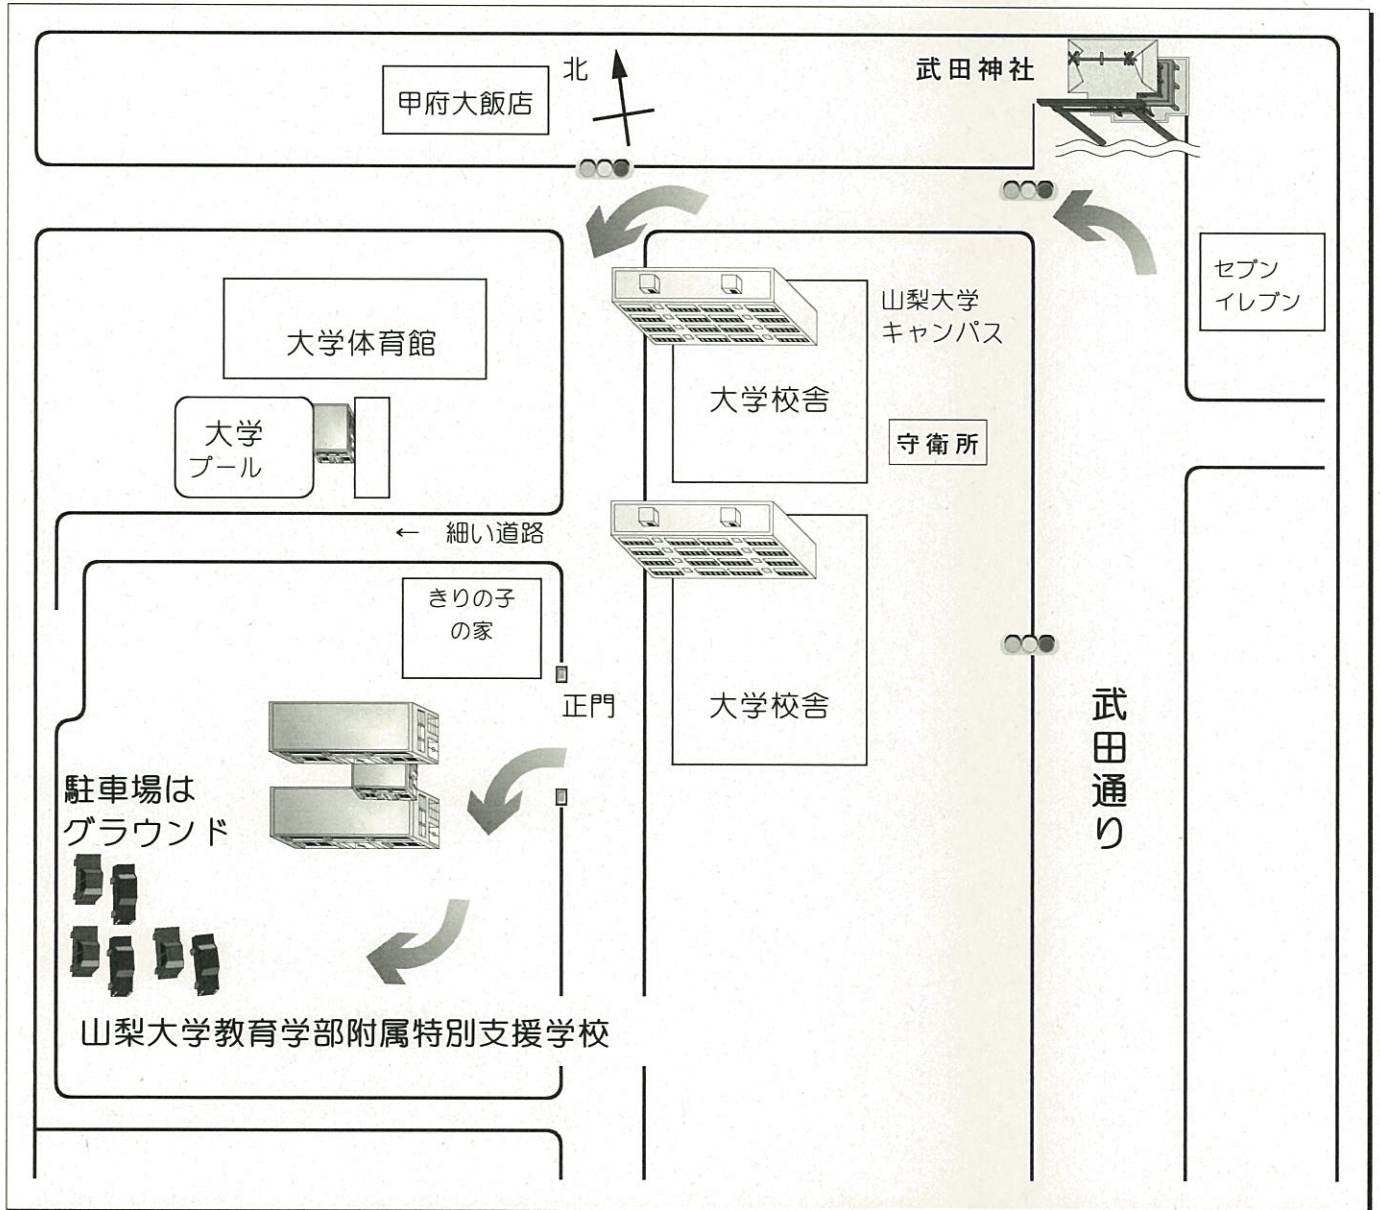 北
武田神社
甲府大飯店
セブン
イレブン
山梨大学
キャンパス
大学体育館
大学校舎
大学
プール
守衛所
← 細い道路
きりの子
の家
正門
大学校舎
武田通り
駐車場は
グラウンド
山梨大学教育学部附属特別支援学校